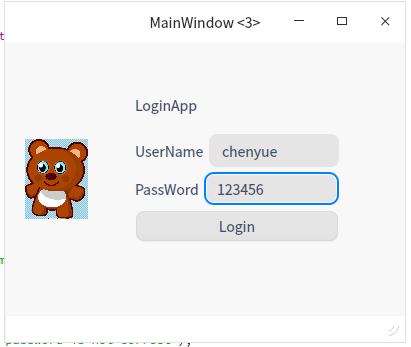 MainWindow <3>
LoginApp
UserName chenyue
PassWord 123456
Login